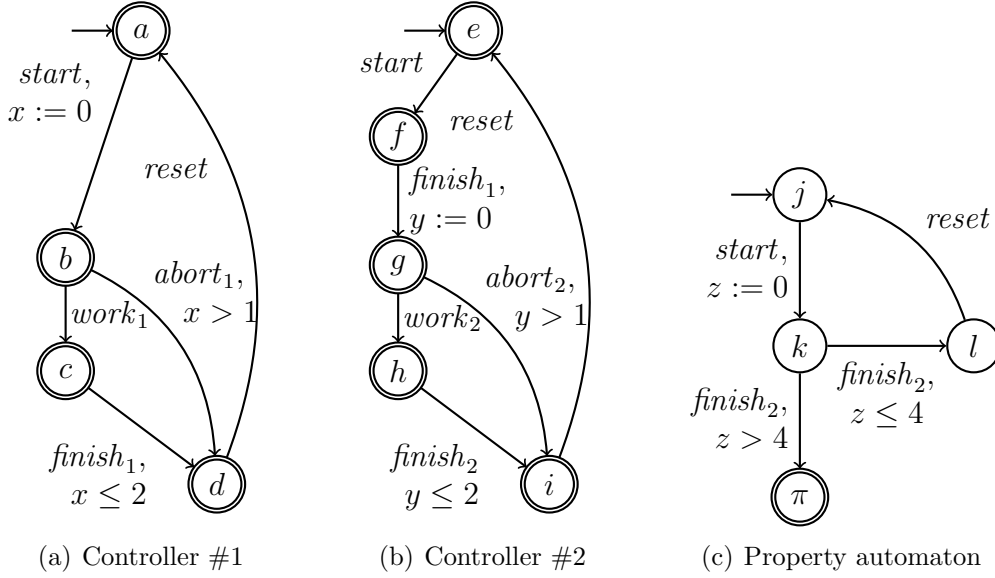 a
start,
x := 0
reset
b
abort₁,
x > 1
work₁
c
finish₁,
x ≤ 2
d
(a) Controller #1
e
start
reset
f
finish₁,
y := 0
g
abort₂,
y > 1
work₂
h
finish₂
y ≤ 2
i
(b) Controller #2
j
reset
start,
z := 0
k
l
finish₂,
z ≤ 4
finish₂,
z > 4
π
(c) Property automaton